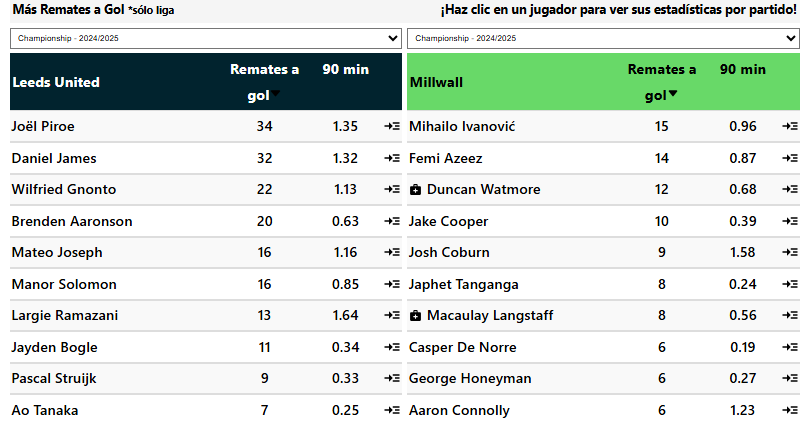 Más Remates a Gol *sólo liga
¡Haz clic en un jugador para ver sus estadísticas por partido!
Championship - 2024/2025
Leeds United Remates a gol 90 min
Joël Piroe 34 1.35
Daniel James 32 1.32
Wilfried Gnonto 22 1.13
Brenden Aaronson 20 0.63
Mateo Joseph 16 1.16
Manor Solomon 16 0.85
Largie Ramazani 13 1.64
Jayden Bogle 11 0.34
Pascal Struijk 9 0.33
Ao Tanaka 7 0.25
Championship - 2024/2025
Millwall Remates a gol 90 min
Mihailo Ivanović 15 0.96
Femi Azeez 14 0.87
Duncan Watmore 12 0.68
Jake Cooper 10 0.39
Josh Coburn 9 1.58
Japhet Tanganga 8 0.24
Macaulay Langstaff 8 0.56
Casper De Norre 6 0.19
George Honeyman 6 0.27
Aaron Connolly 6 1.23